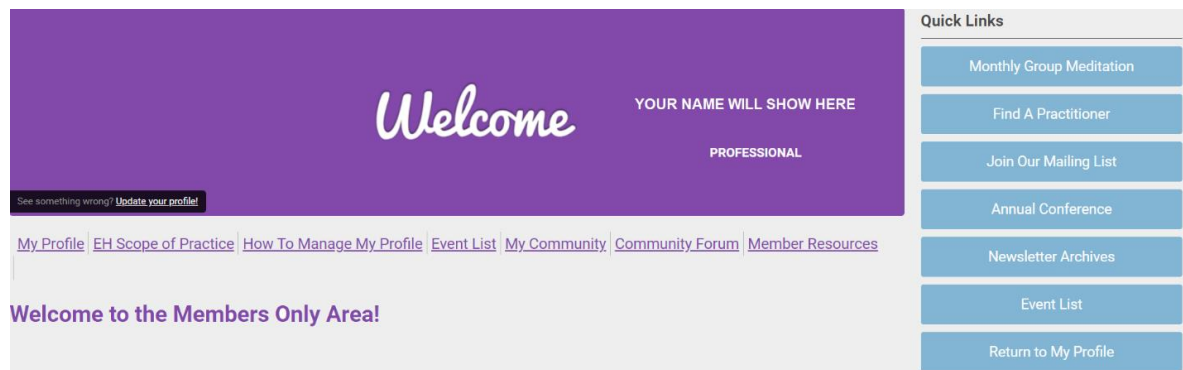 Welcome
YOUR NAME WILL SHOW HERE
PROFESSIONAL
See something wrong? Update your profile!
My Profile EH Scope of Practice How To Manage My Profile Event List My Community Community Forum Member Resources
Welcome to the Members Only Area!
Quick Links
Monthly Group Meditation
Find A Practitioner
Join Our Mailing List
Annual Conference
Newsletter Archives
Event List
Return to My Profile